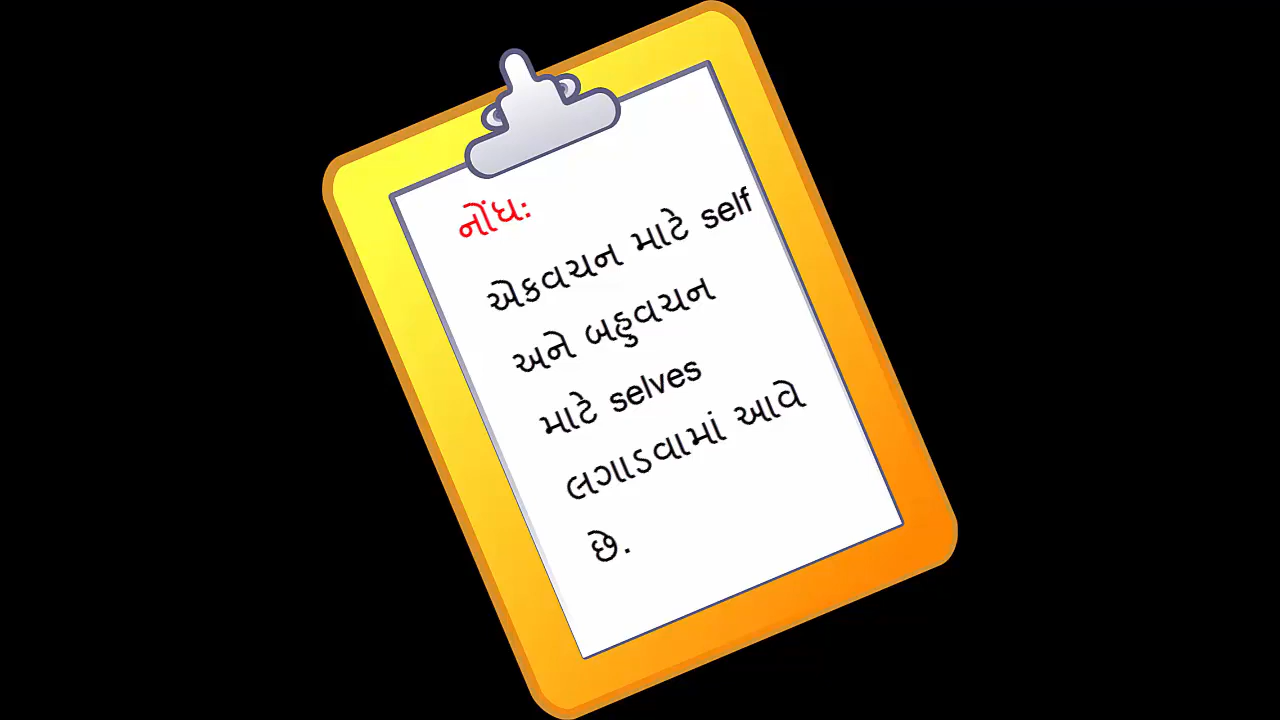 નોંધ:
એકવચન માટે self
અને બહુવચન
માટે selves
લગાડવામાં આવે
છે.